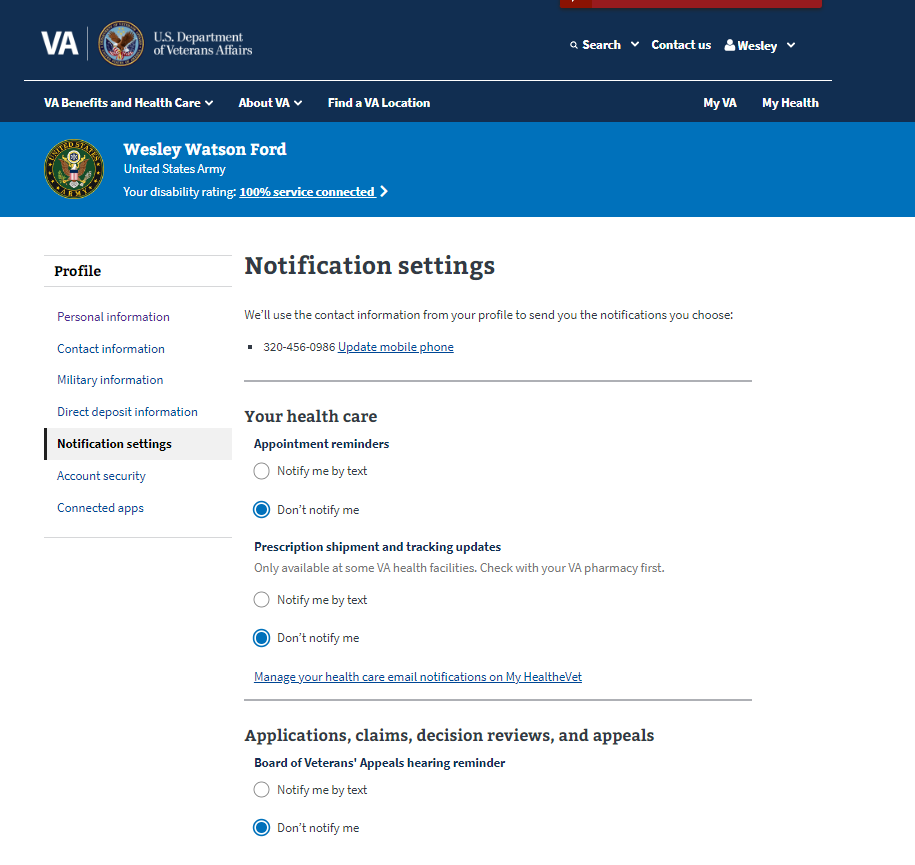 VA
U.S. Department
of Veterans Affairs
Search
Contact us
Wesley
VA Benefits and Health Care
About VA
Find a VA Location
My VA
My Health
UNITED STATES
ARMY
Wesley Watson Ford
United States Army
Your disability rating: 100% service connected
Profile
Personal information
Contact information
Military information
Direct deposit information
Notification settings
Account security
Connected apps
Notification settings
We’ll use the contact information from your profile to send you the notifications you choose:
320-456-0986 Update mobile phone
Your health care
Appointment reminders
Notify me by text
Don’t notify me
Prescription shipment and tracking updates
Only available at some VA health facilities. Check with your VA pharmacy first.
Notify me by text
Don’t notify me
Manage your health care email notifications on My HealtheVet
Applications, claims, decision reviews, and appeals
Board of Veterans' Appeals hearing reminder
Notify me by text
Don’t notify me